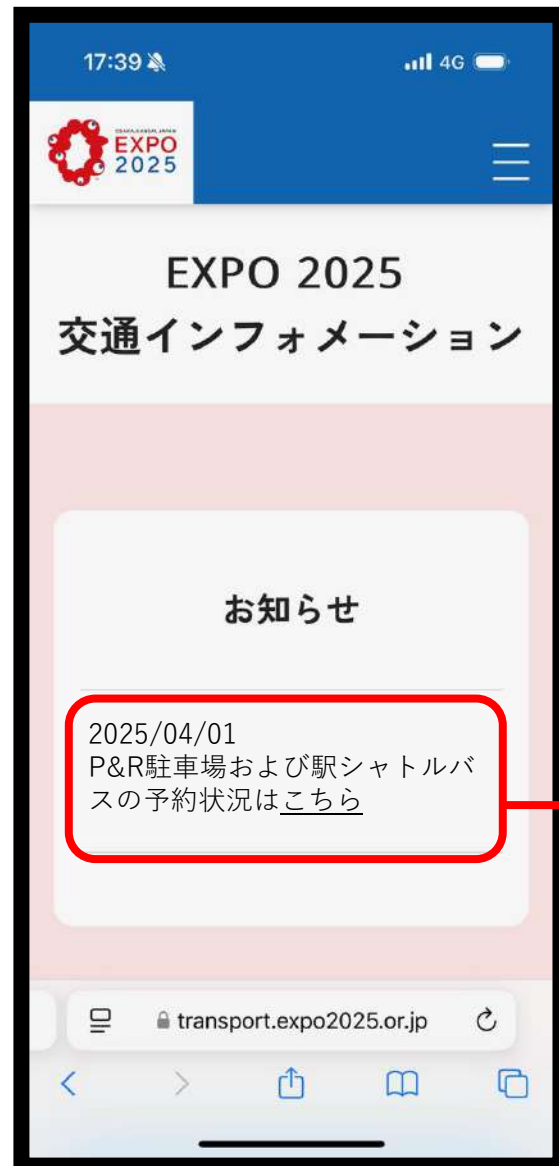 17:39
4G
OSAKA, KANSAI, JAPAN
EXPO
2025
EXPO 2025
交通インフォメーション
お知らせ
2025/04/01
P&R駐車場および駅シャトルバ
スの予約状況はこちら
transport.expo2025.or.jp